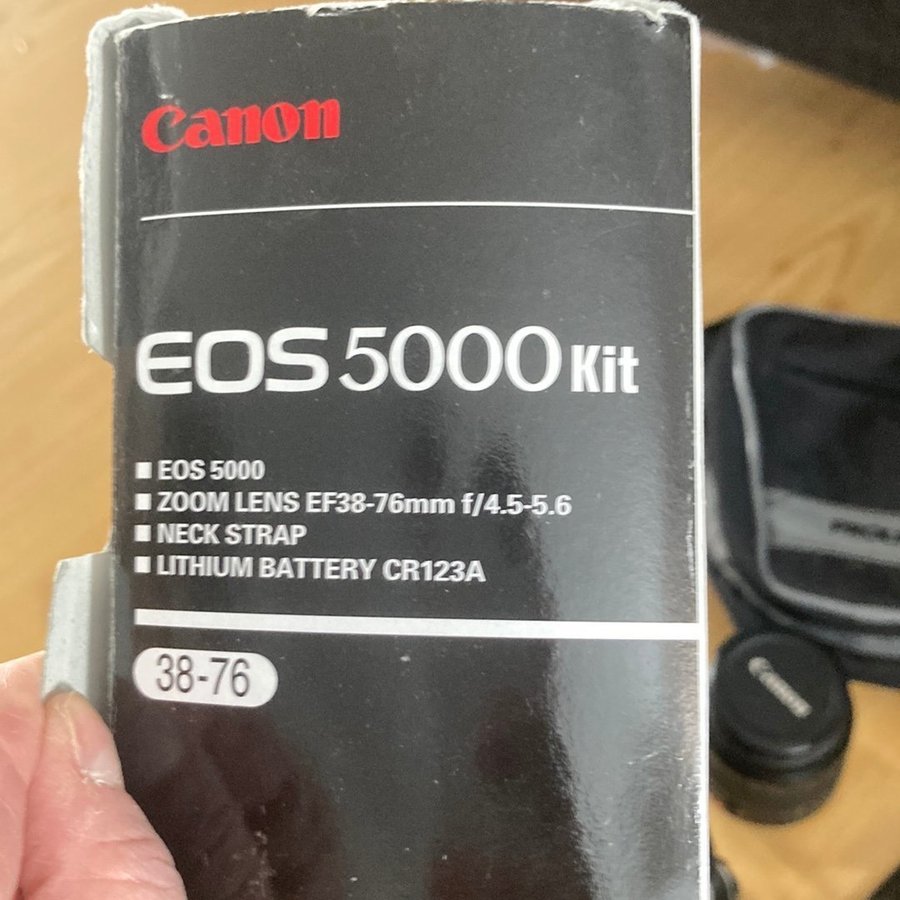 Canon
EOS 5000 Kit
■ EOS 5000
■ ZOOM LENS EF38-76mm f/4.5-5.6
■ NECK STRAP
■ LITHIUM BATTERY CR123A
38-76
Canon